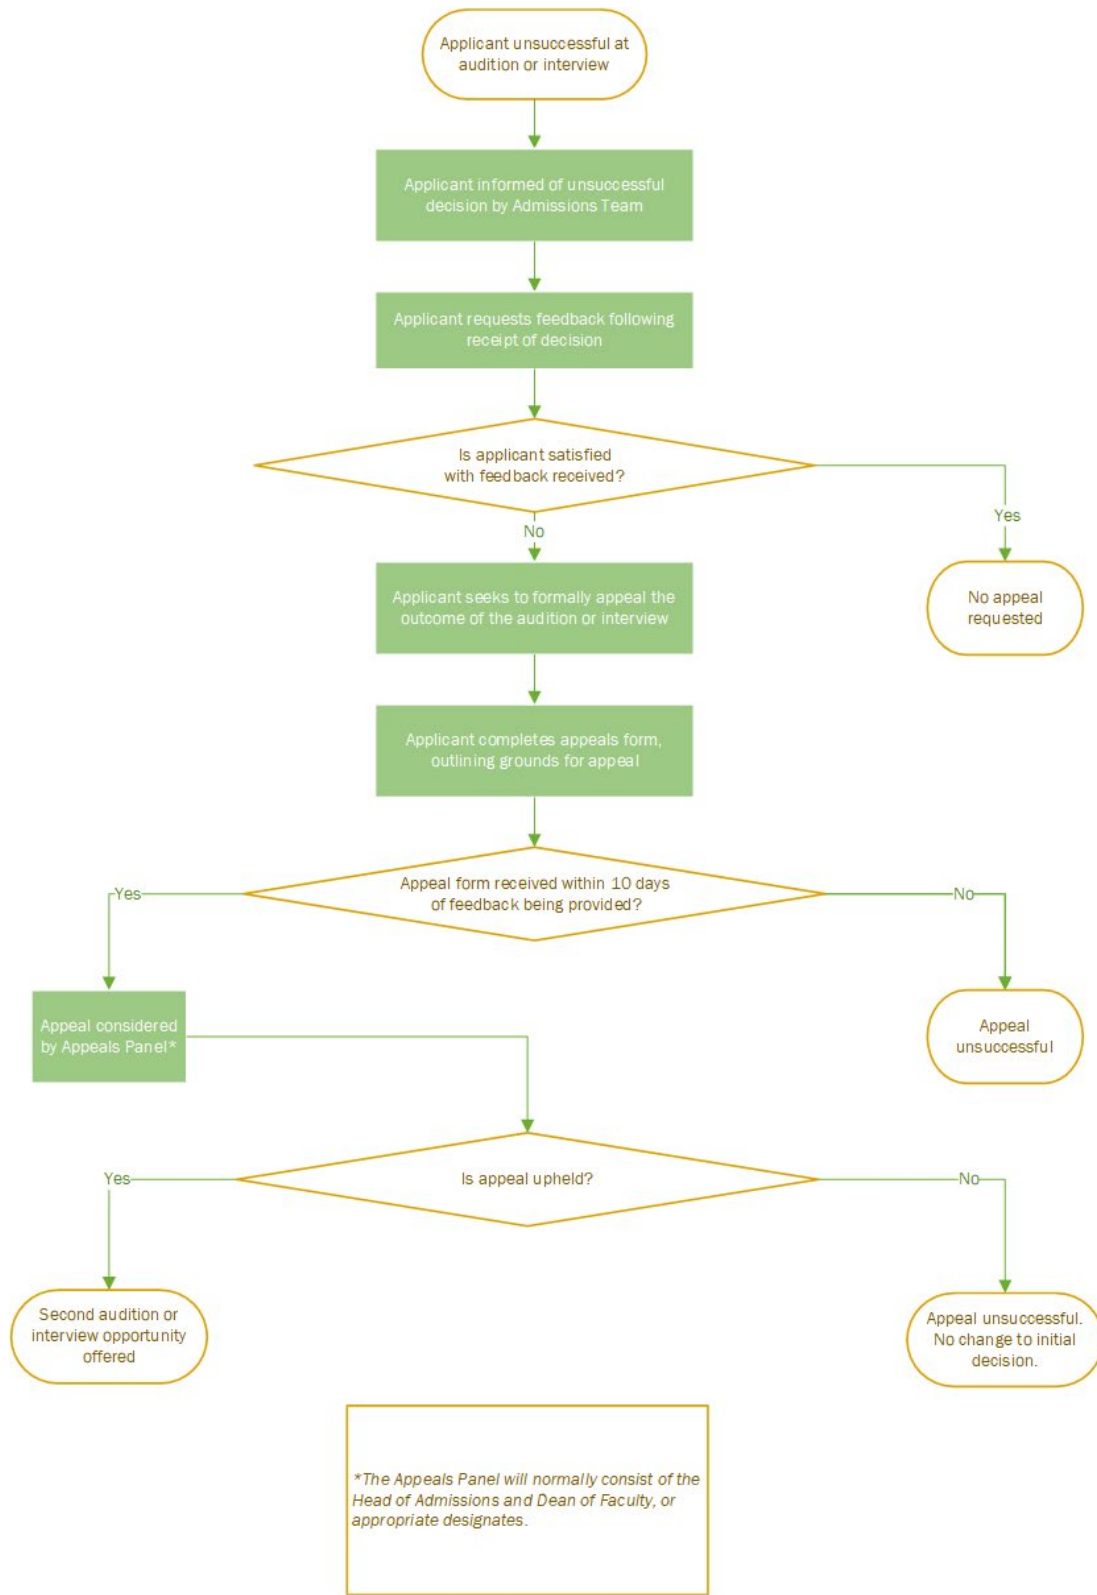 Applicant unsuccessful at
audition or interview
Applicant informed of unsuccessful
decision by Admissions Team
Applicant requests feedback following
receipt of decision
Is applicant satisfied
with feedback received?
Yes
No
No appeal
requested
Applicant seeks to formally appeal the
outcome of the audition or interview
Applicant completes appeals form,
outlining grounds for appeal
Appeal form received within 10 days
of feedback being provided?
Yes
No
Appeal considered
by Appeals Panel*
Appeal
unsuccessful
Is appeal upheld?
Yes
No
Second audition or
interview opportunity
offered
Appeal unsuccessful.
No change to initial
decision.
*The Appeals Panel will normally consist of the
Head of Admissions and Dean of Faculty, or
appropriate designates.